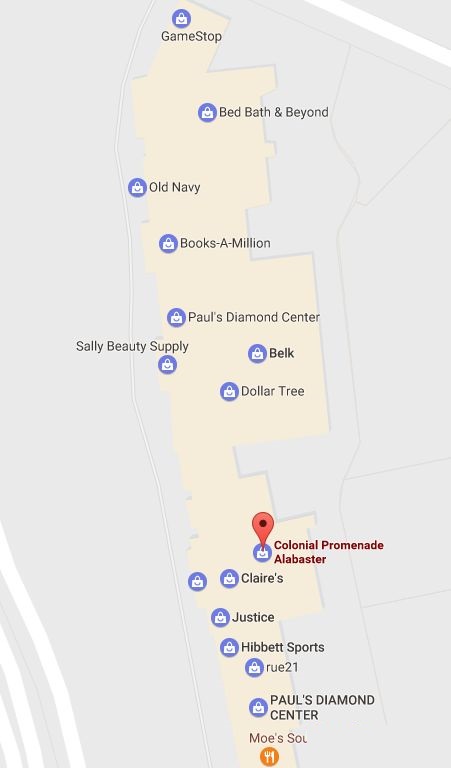 GameStop
Bed Bath & Beyond
Old Navy
Books-A-Million
Paul's Diamond Center
Sally Beauty Supply
Belk
Dollar Tree
Colonial Promenade
Alabaster
Claire's
Justice
Hibbett Sports
rue21
PAUL'S DIAMOND
CENTER
Moe's